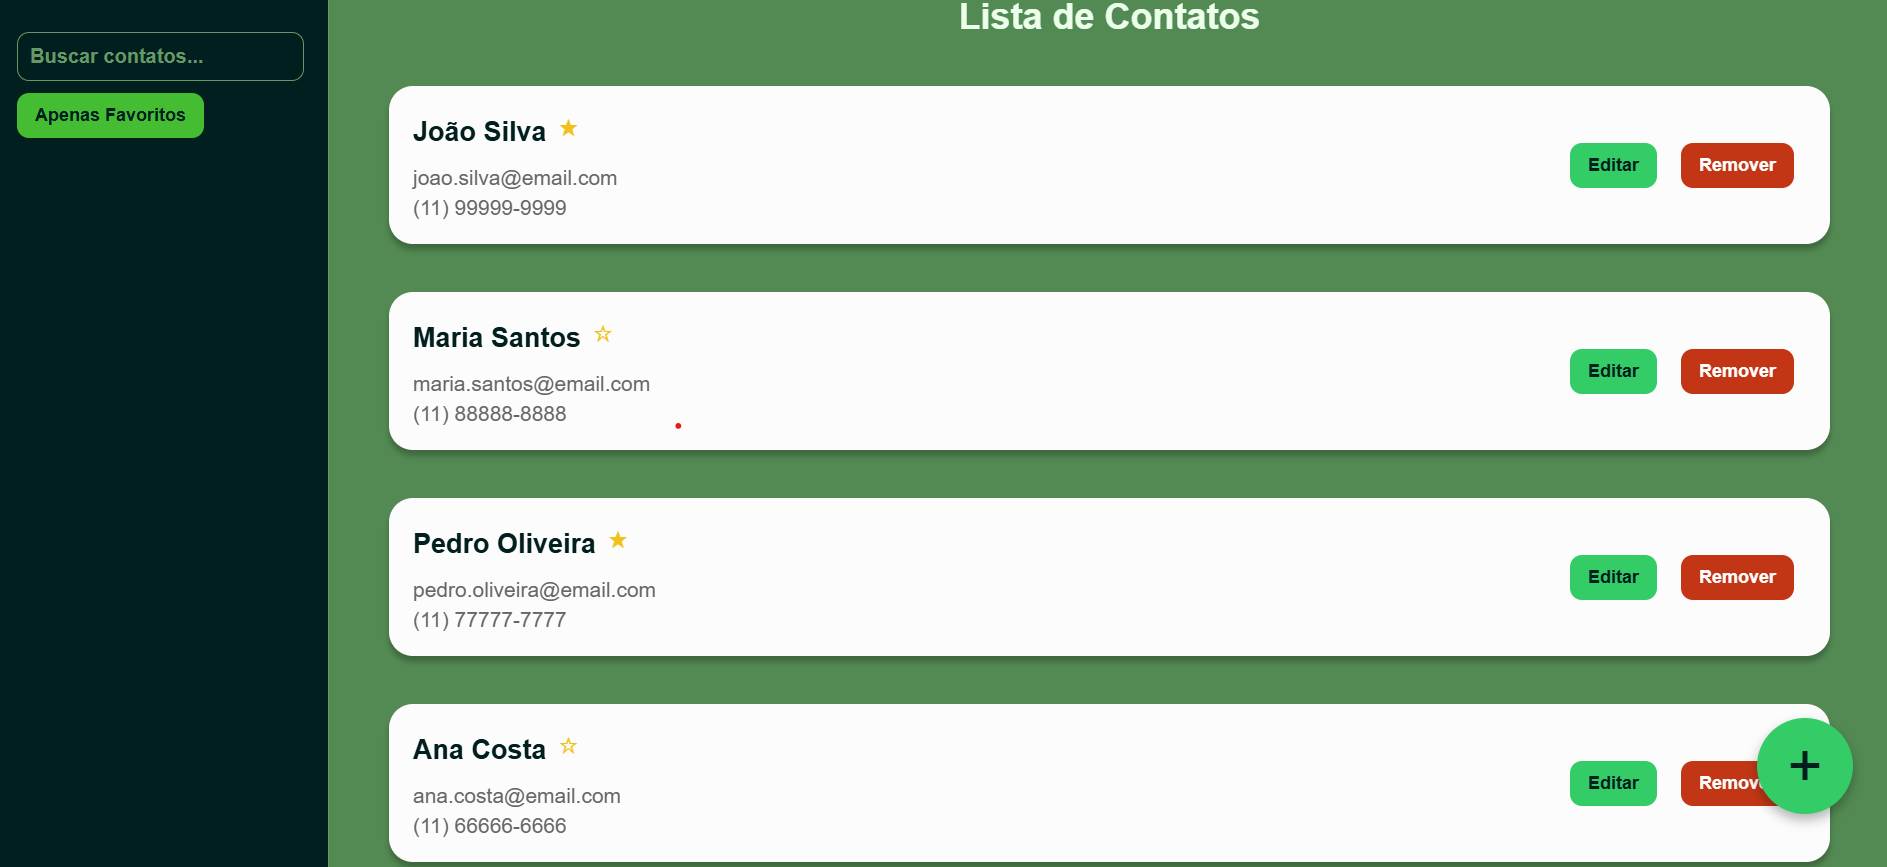 Buscar contatos...
Apenas Favoritos
Lista de Contatos
João Silva ★
joao.silva@email.com
(11) 99999-9999
Editar Remover
Maria Santos ☆
maria.santos@email.com
(11) 88888-8888
Editar Remover
Pedro Oliveira ★
pedro.oliveira@email.com
(11) 77777-7777
Editar Remover
Ana Costa ☆
ana.costa@email.com
(11) 66666-6666
Editar Remov
+